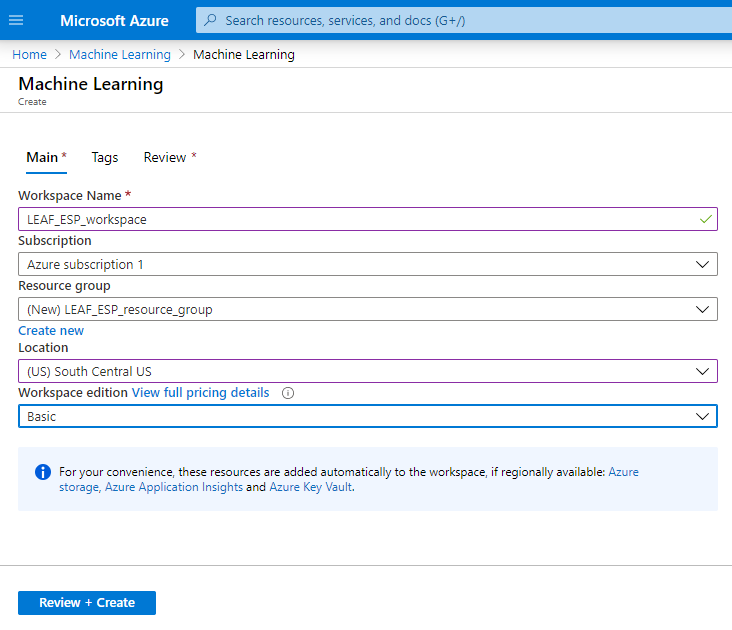 Microsoft Azure
Search resources, services, and docs (G+/)
Home > Machine Learning > Machine Learning
Machine Learning
Create
Main * Tags Review *
Workspace Name *
LEAF_ESP_workspace
Subscription
Azure subscription 1
Resource group
(New) LEAF_ESP_resource_group
Create new
Location
(US) South Central US
Workspace edition View full pricing details
Basic
For your convenience, these resources are added automatically to the workspace, if regionally available: Azure
storage, Azure Application Insights and Azure Key Vault.
Review + Create